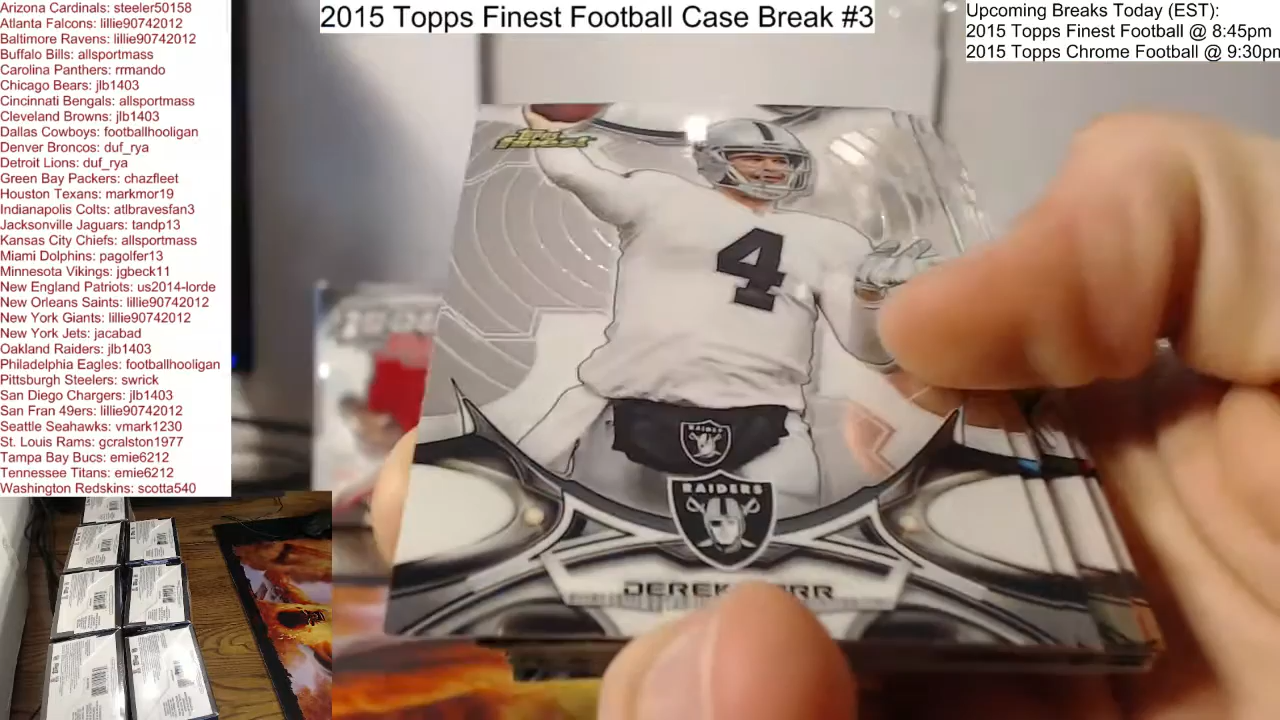 Arizona Cardinals: steeler50158
Atlanta Falcons: lillie90742012
Baltimore Ravens: lillie90742012
Buffalo Bills: allsportmass
Carolina Panthers: rrmando
Chicago Bears: jlb1403
Cincinnati Bengals: allsportmass
Cleveland Browns: jlb1403
Dallas Cowboys: footballhooligan
Denver Broncos: duf_rya
Detroit Lions: duf_rya
Green Bay Packers: chazfleet
Houston Texans: markmor19
Indianapolis Colts: atlbravesfan3
Jacksonville Jaguars: tandp13
Kansas City Chiefs: allsportmass
Miami Dolphins: pagolfer13
Minnesota Vikings: jgbeck11
New England Patriots: us2014-lorde
New Orleans Saints: lillie90742012
New York Giants: lillie90742012
New York Jets: jacabad
Oakland Raiders: jlb1403
Philadelphia Eagles: footballhooligan
Pittsburgh Steelers: swrick
San Diego Chargers: jlb1403
San Fran 49ers: lillie90742012
Seattle Seahawks: vmark1230
St. Louis Rams: gcralston1977
Tampa Bay Bucs: emie6212
Tennessee Titans: emie6212
Washington Redskins: scotta540
2015 Topps Finest Football Case Break #3
Upcoming Breaks Today (EST):
2015 Topps Finest Football @ 8:45pm
2015 Topps Chrome Football @ 9:30pm
Finest
4
RAIDERS
RAIDERS
DEREK